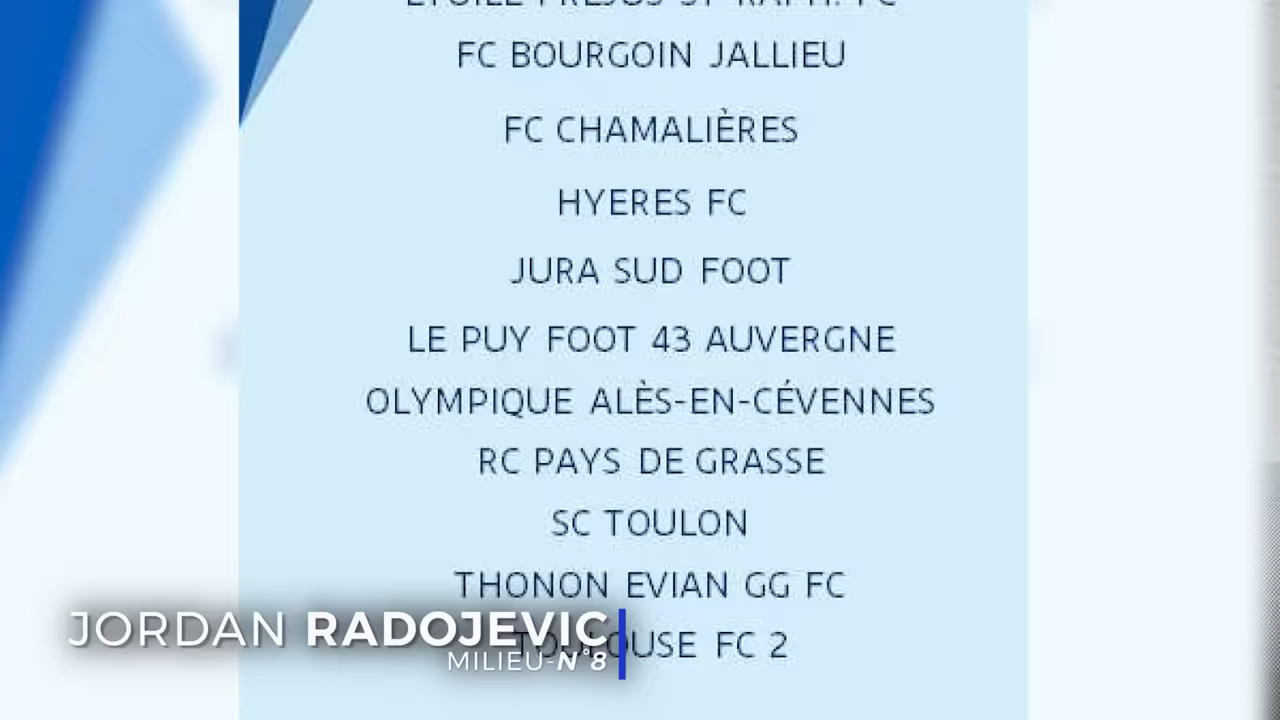 FC BOURGOIN JALLIEU
FC CHAMALIÈRES
HYERES FC
JURA SUD FOOT
LE PUY FOOT 43 AUVERGNE
OLYMPIQUE ALÈS-EN-CÉVENNES
RC PAYS DE GRASSE
SC TOULON
THONON EVIAN GG FC
TOULOUSE FC 2
JORDAN RADOJEVIC
MILIEU-N°8